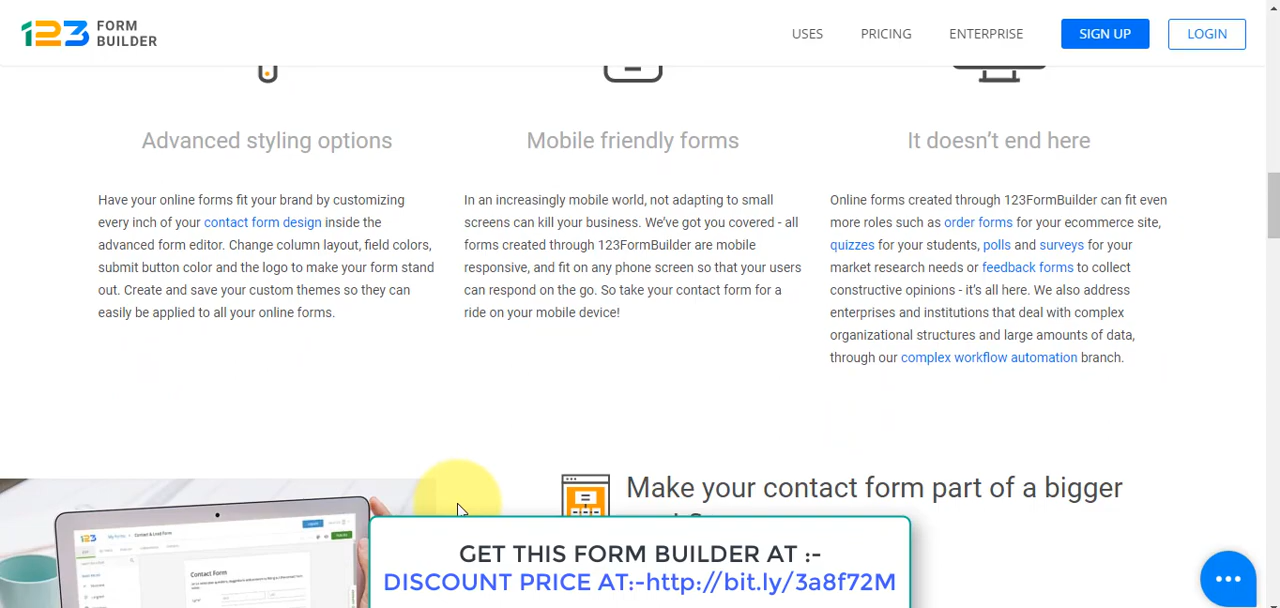 123 FORM BUILDER
USES
PRICING
ENTERPRISE
SIGN UP
LOGIN
Advanced styling options
Have your online forms fit your brand by customizing
every inch of your contact form design inside the
advanced form editor. Change column layout, field colors,
submit button color and the logo to make your form stand
out. Create and save your custom themes so they can
easily be applied to all your online forms.
Mobile friendly forms
In an increasingly mobile world, not adapting to small
screens can kill your business. We've got you covered - all
forms created through 123FormBuilder are mobile
responsive, and fit on any phone screen so that your users
can respond on the go. So take your contact form for a
ride on your mobile device!
It doesn't end here
Online forms created through 123FormBuilder can fit even
more roles such as order forms for your ecommerce site,
quizzes for your students, polls and surveys for your
market research needs or feedback forms to collect
constructive opinions - it's all here. We also address
enterprises and institutions that deal with complex
organizational structures and large amounts of data,
through our complex workflow automation branch.
123
Contact Form
Make your contact form part of a bigger
GET THIS FORM BUILDER AT :-
DISCOUNT PRICE AT:-http://bit.ly/3a8f72M